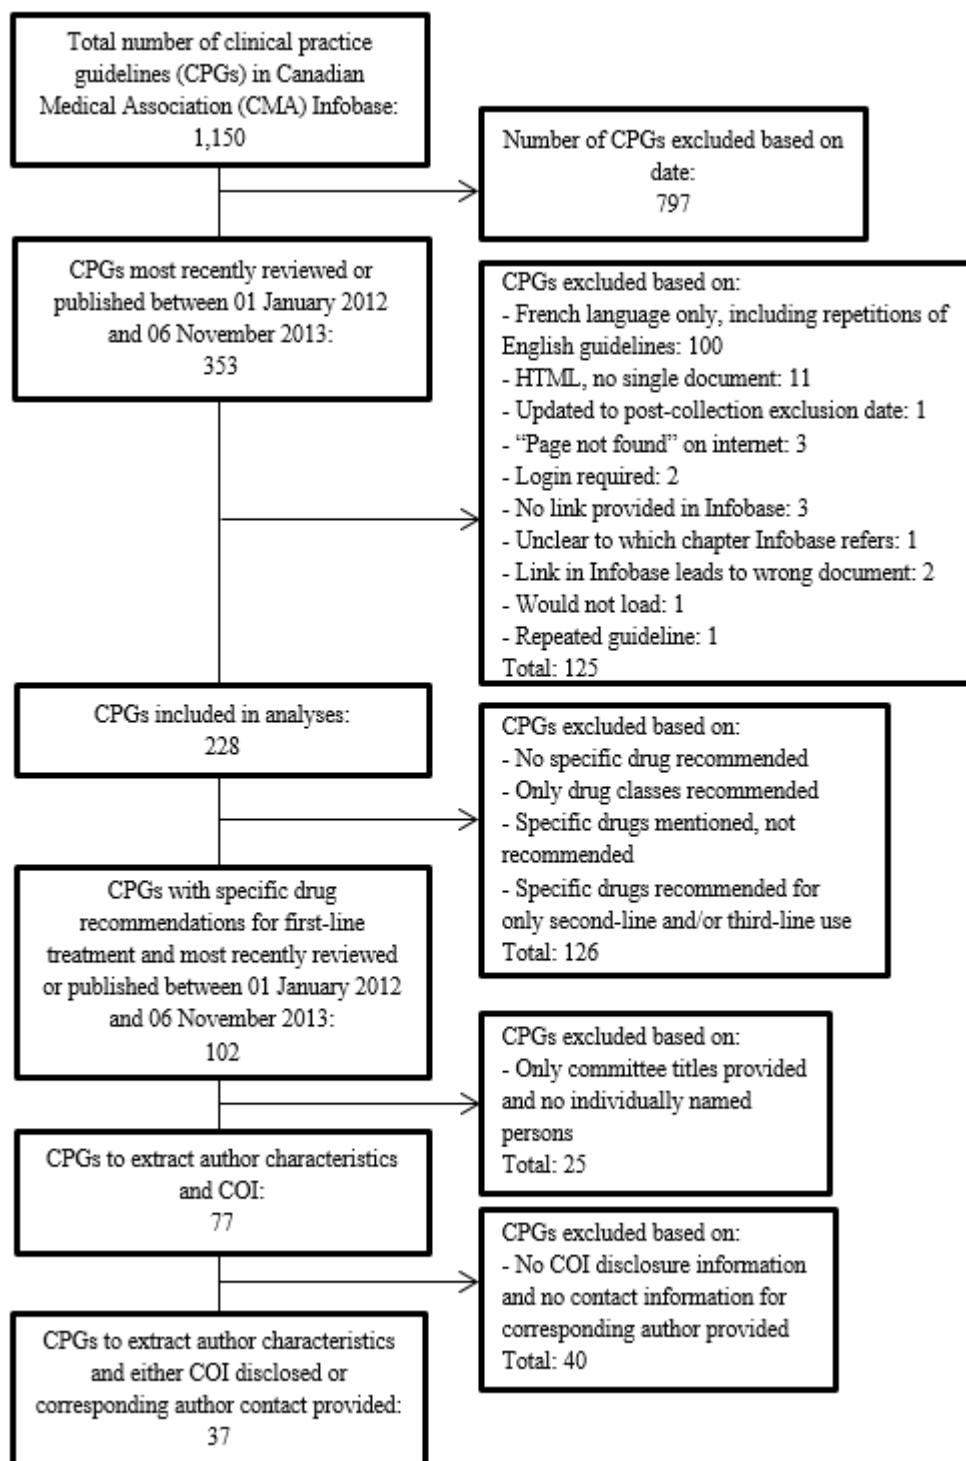 Total number of clinical practice
guidelines (CPGs) in Canadian
Medical Association (CMA) Infobase:
1,150
Number of CPGs excluded based on
date:
797
CPGs most recently reviewed or
published between 01 January 2012
and 06 November 2013:
353
CPGs excluded based on:
- French language only, including repetitions of
English guidelines: 100
- HTML, no single document: 11
- Updated to post-collection exclusion date: 1
- “Page not found” on internet: 3
- Login required: 2
- No link provided in Infobase: 3
- Unclear to which chapter Infobase refers: 1
- Link in Infobase leads to wrong document: 2
- Would not load: 1
- Repeated guideline: 1
Total: 125
CPGs included in analyses:
228
CPGs excluded based on:
- No specific drug recommended
- Only drug classes recommended
- Specific drugs mentioned, not
recommended
- Specific drugs recommended for
only second-line and/or third-line use
Total: 126
CPGs with specific drug
recommendations for first-line
treatment and most recently reviewed
or published between 01 January 2012
and 06 November 2013:
102
CPGs excluded based on:
- Only committee titles provided
and no individually named
persons
Total: 25
CPGs to extract author characteristics
and COI:
77
CPGs excluded based on:
- No COI disclosure information
and no contact information for
corresponding author provided
Total: 40
CPGs to extract author characteristics
and either COI disclosed or
corresponding author contact provided:
37